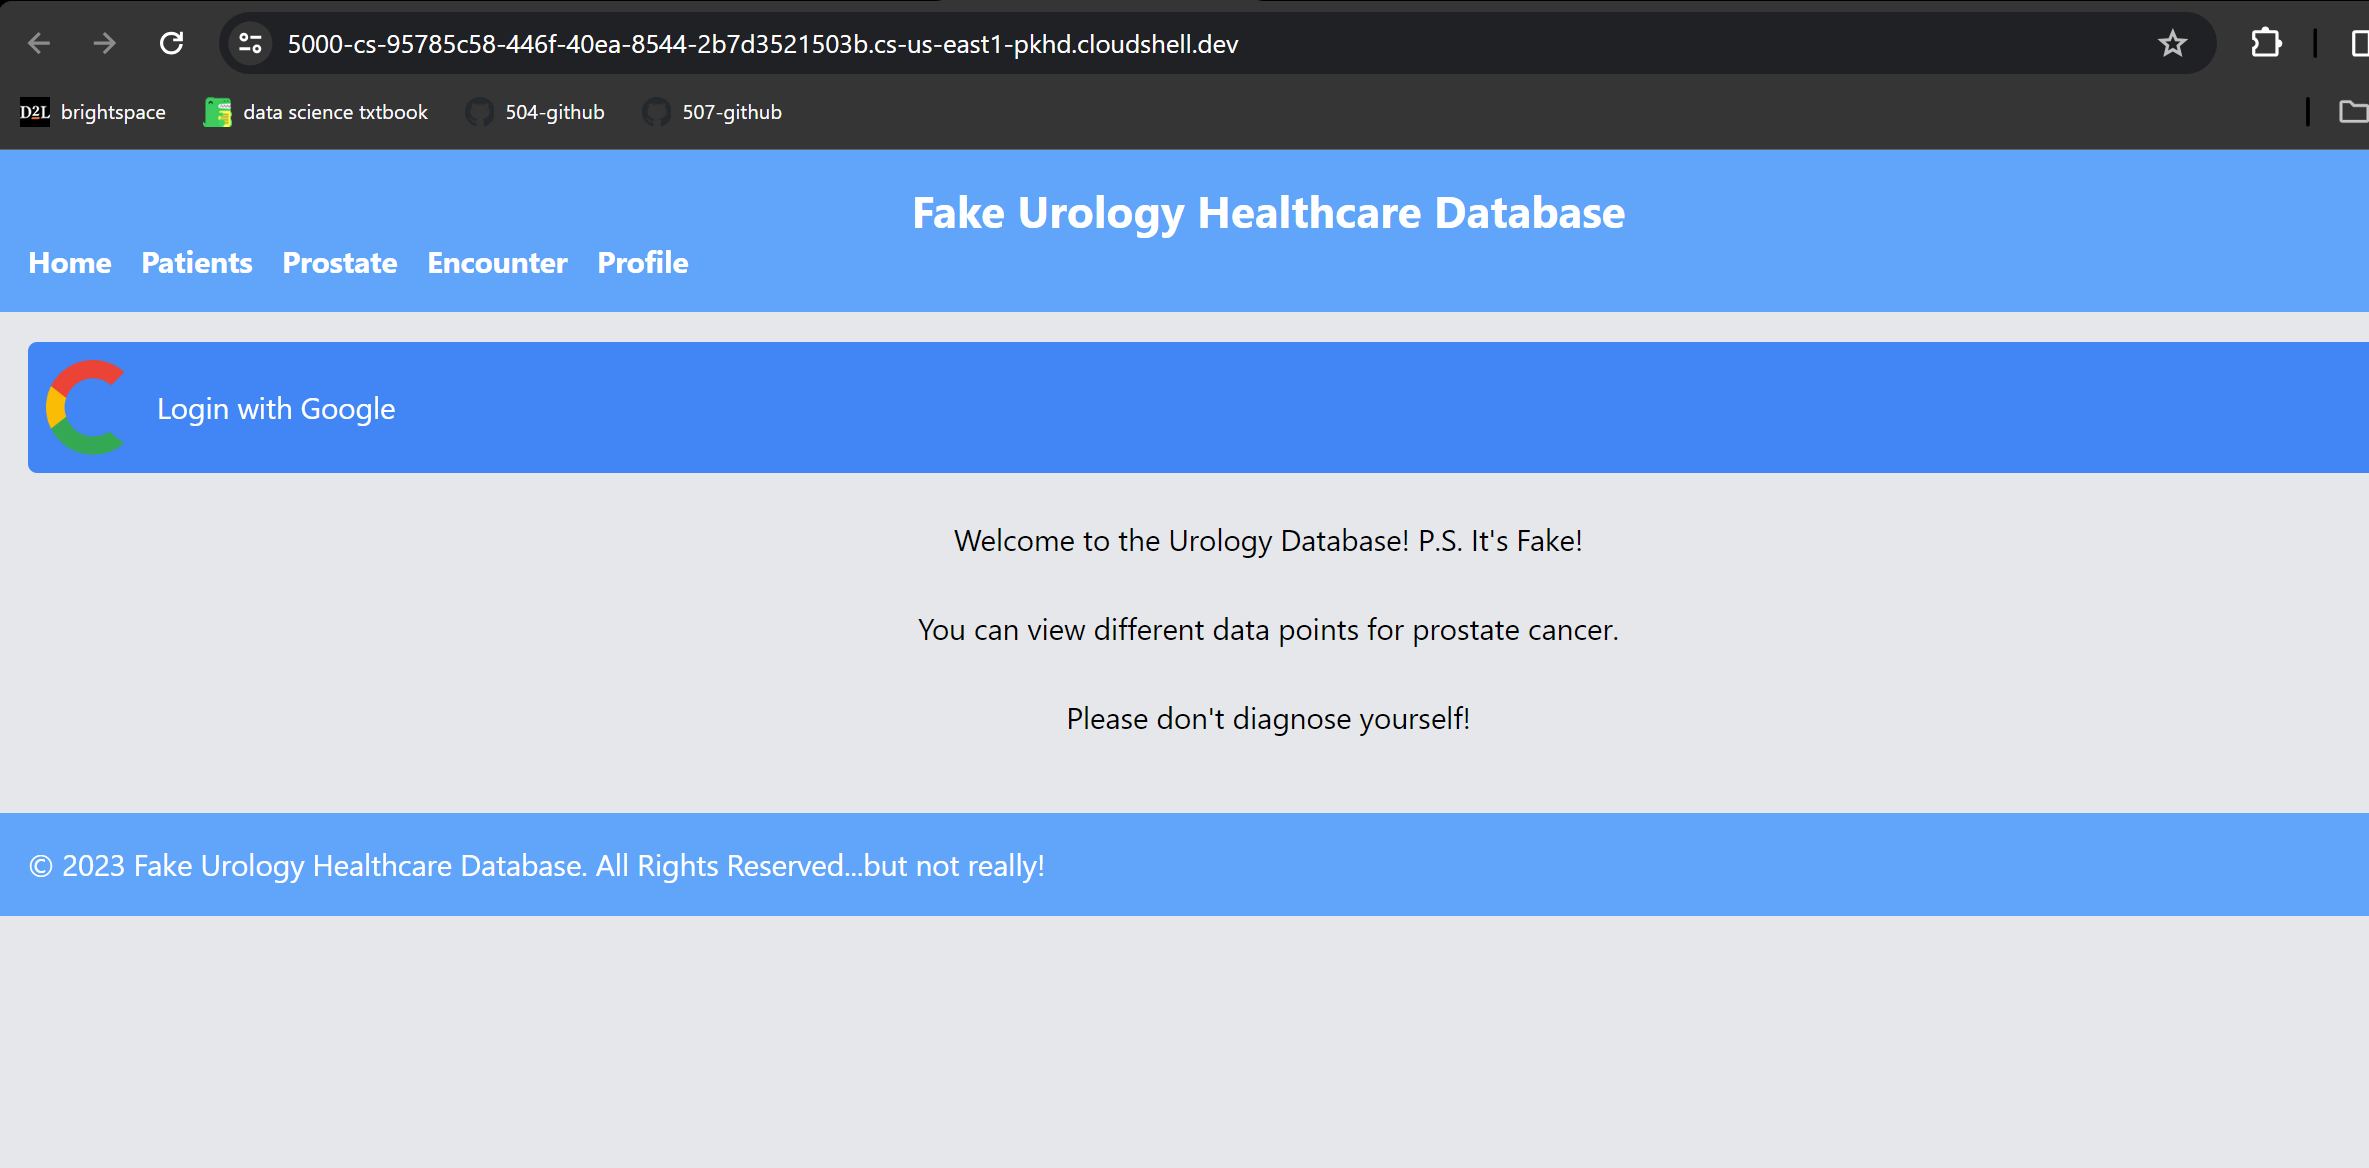 5000-cs-95785c58-446f-40ea-8544-2b7d3521503b.cs-us-east1-pkhd.cloudshell.dev
D2L brightspace data science txtbook 504-github 507-github
Fake Urology Healthcare Database
Home Patients Prostate Encounter Profile
Login with Google
Welcome to the Urology Database! P.S. It's Fake!
You can view different data points for prostate cancer.
Please don't diagnose yourself!
© 2023 Fake Urology Healthcare Database. All Rights Reserved...but not really!